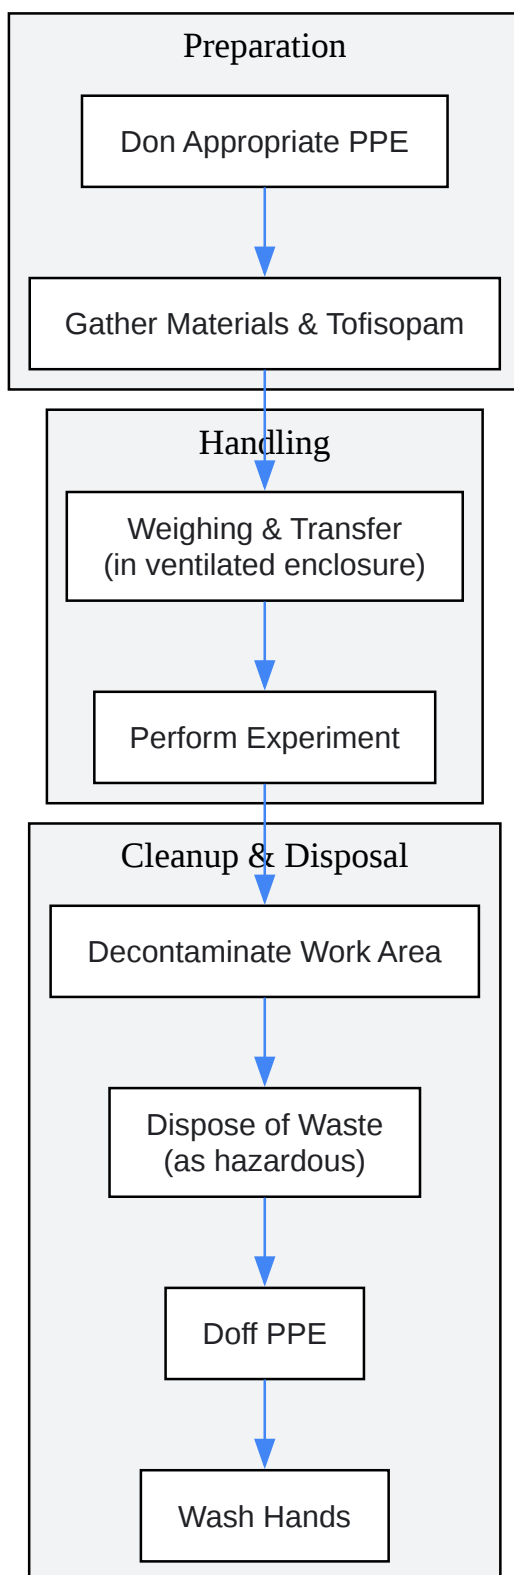 Preparation
Don Appropriate PPE
Gather Materials & Tofisopam
Handling
Weighing & Transfer
(in ventilated enclosure)
Perform Experiment
Cleanup & Disposal
Decontaminate Work Area
Dispose of Waste
(as hazardous)
Doff PPE
Wash Hands